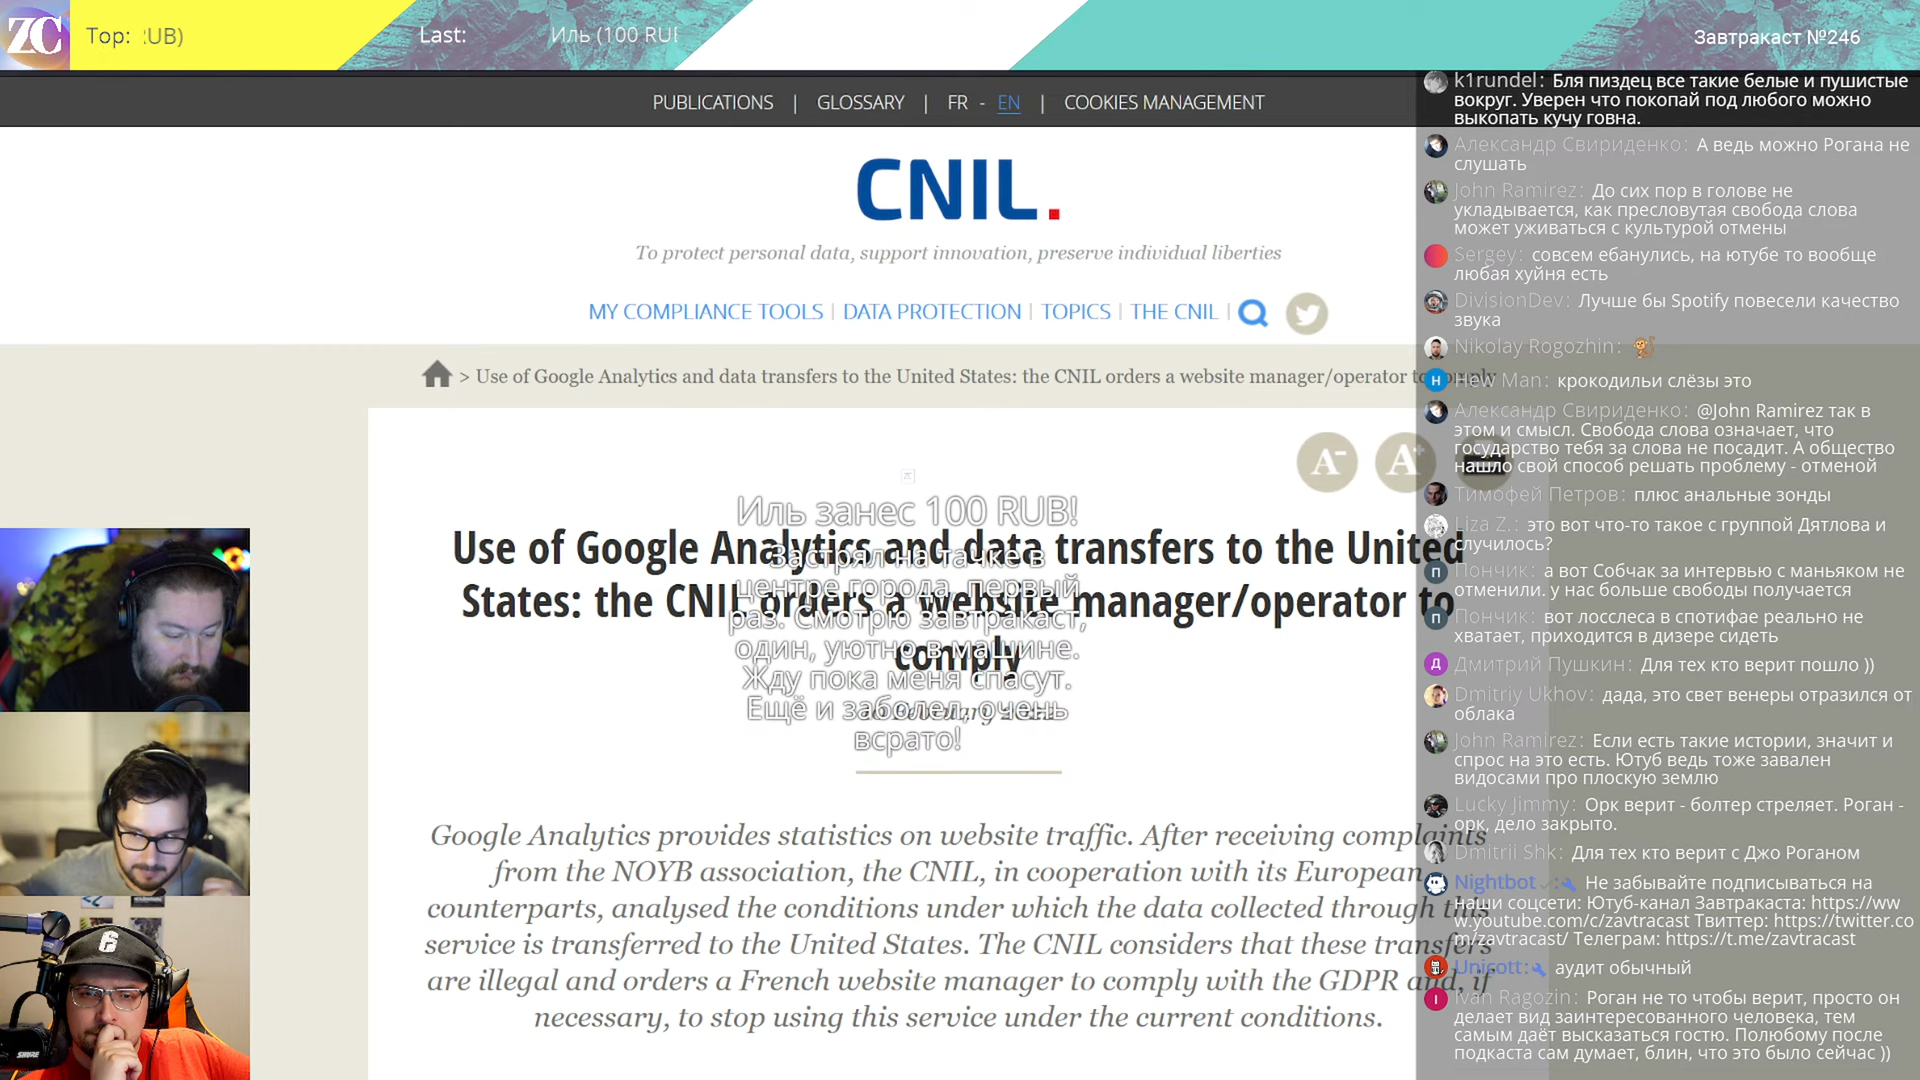 ZC
Top: :UB)
Last: Иль (100 RUI
Завтракаст №246
PUBLICATIONS | GLOSSARY | FR - EN | COOKIES MANAGEMENT
CNIL.
To protect personal data, support innovation, preserve individual liberties
MY COMPLIANCE TOOLS | DATA PROTECTION | TOPICS | THE CNIL |
> Use of Google Analytics and data transfers to the United States: the CNIL orders a website manager/operator to comply
A- A+
Use of Google Analytics and data transfers to the United
States: the CNIL orders a website manager/operator to
comply
Иль занес 100 RUB!
Застрял на тачке в
центре города, первый
раз. Смотрю завтракаст,
один, уютно в машине.
Жду пока меня спасут.
Ещё и заболел, очень
всрато!
Google Analytics provides statistics on website traffic. After receiving complaints
from the NOYB association, the CNIL, in cooperation with its European
counterparts, analysed the conditions under which the data collected through this
service is transferred to the United States. The CNIL considers that these transfers
are illegal and orders a French website manager to comply with the GDPR and, if
necessary, to stop using this service under the current conditions.
k1rundel: Бля пиздец все такие белые и пушистые
вокруг. Уверен что покопай под любого можно
выкопать кучу говна.
Александр Свириденко: А ведь можно Рогана не
слушать
John Ramirez: До сих пор в голове не
укладывается, как пресловутая свобода слова
может уживаться с культурой отмены
Sergey: совсем ебанулись, на ютубе то вообще
любая хуйня есть
DivisionDev: Лучше бы Spotify повесели качество
звука
Nikolay Rogozhin: 🐒
New Man: крокодильи слёзы это
Александр Свириденко: @John Ramirez так в
этом и смысл. Свобода слова означает, что
государство тебя за слова не посадит. А общество
нашло свой способ решать проблему - отменой
Тимофей Петров: плюс анальные зонды
Liza Z.: это вот что-то такое с группой Дятлова и
случилось?
Пончик: а вот Собчак за интервью с маньяком не
отменили. у нас больше свободы получается
Пончик: вот лосслеса в спотифае реально не
хватает, приходится в дизере сидеть
Дмитрий Пушкин: Для тех кто верит пошло ))
Dmitriy Ukhov: дада, это свет венеры отразился от
облака
John Ramirez: Если есть такие истории, значит и
спрос на это есть. Ютуб ведь тоже завален
видосами про плоскую землю
Lucky Jimmy: Орк верит - болтер стреляет. Роган -
орк, дело закрыто.
Dmitrii Shk: Для тех кто верит с Джо Роганом
Nightbot: Не забывайте подписываться на
наши соцсети: Ютуб-канал Завтракаста: https://ww
w.youtube.com/c/zavtracast Твиттер: https://twitter.co
m/zavtracast/ Телеграм: https://t.me/zavtracast
Unicott: аудит обычный
Ivan Ragozin: Роган не то чтобы верит, просто он
делает вид заинтересованного человека, тем
самым даёт высказаться гостю. Полюбому после
подкаста сам думает, блин, что это было сейчас ))